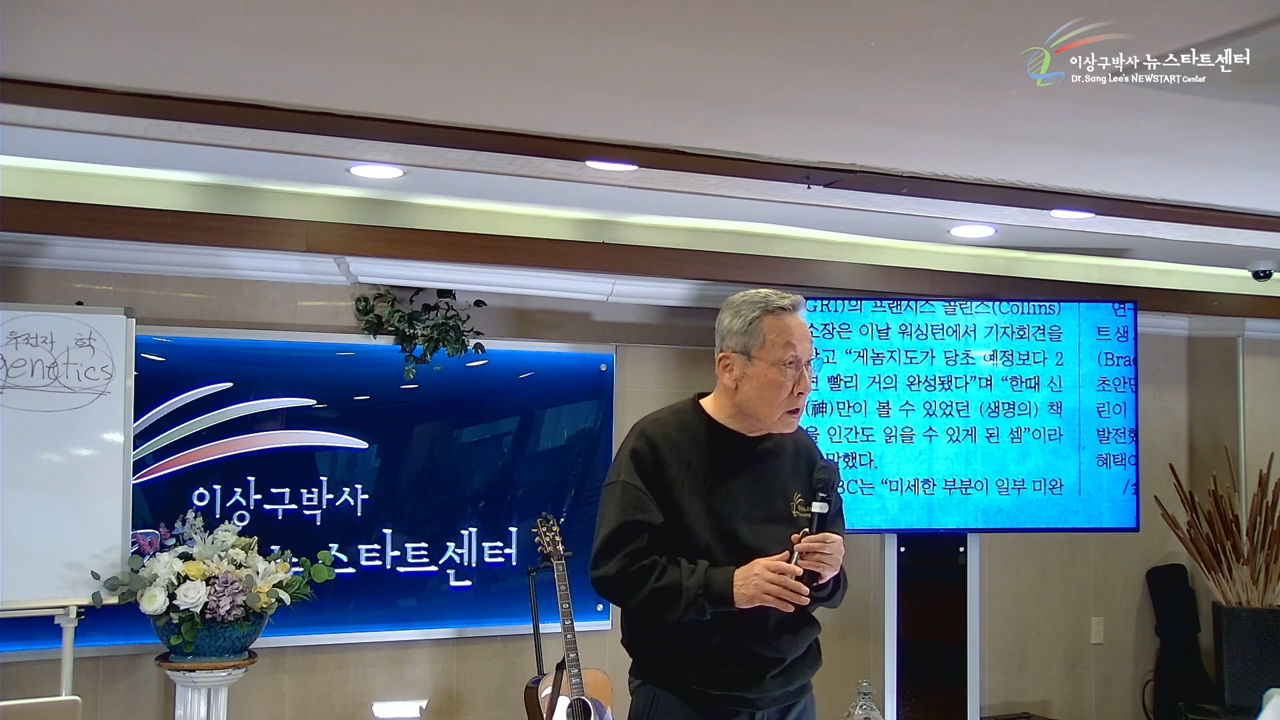 이상구박사 뉴스타트센터
Dr. Sang Lee's NEWSTART Center
유전자 학
genetics
이상구박사
스타트센터
GRI)의 프랜시스 콜린스(Collins)
소장은 이날 워싱턴에서 기자회견을
고 “게놈지도가 당초 예정보다 2
빨리 거의 완성됐다”며 “한때 신
(神)만이 볼 수 있었던 (생명의) 책
을 인간도 읽을 수 있게 된 셈”이라
말했다.
BC는 “미세한 부분이 일부 미완
연구
트 생
(Brad
초안
린이
발전
혜택